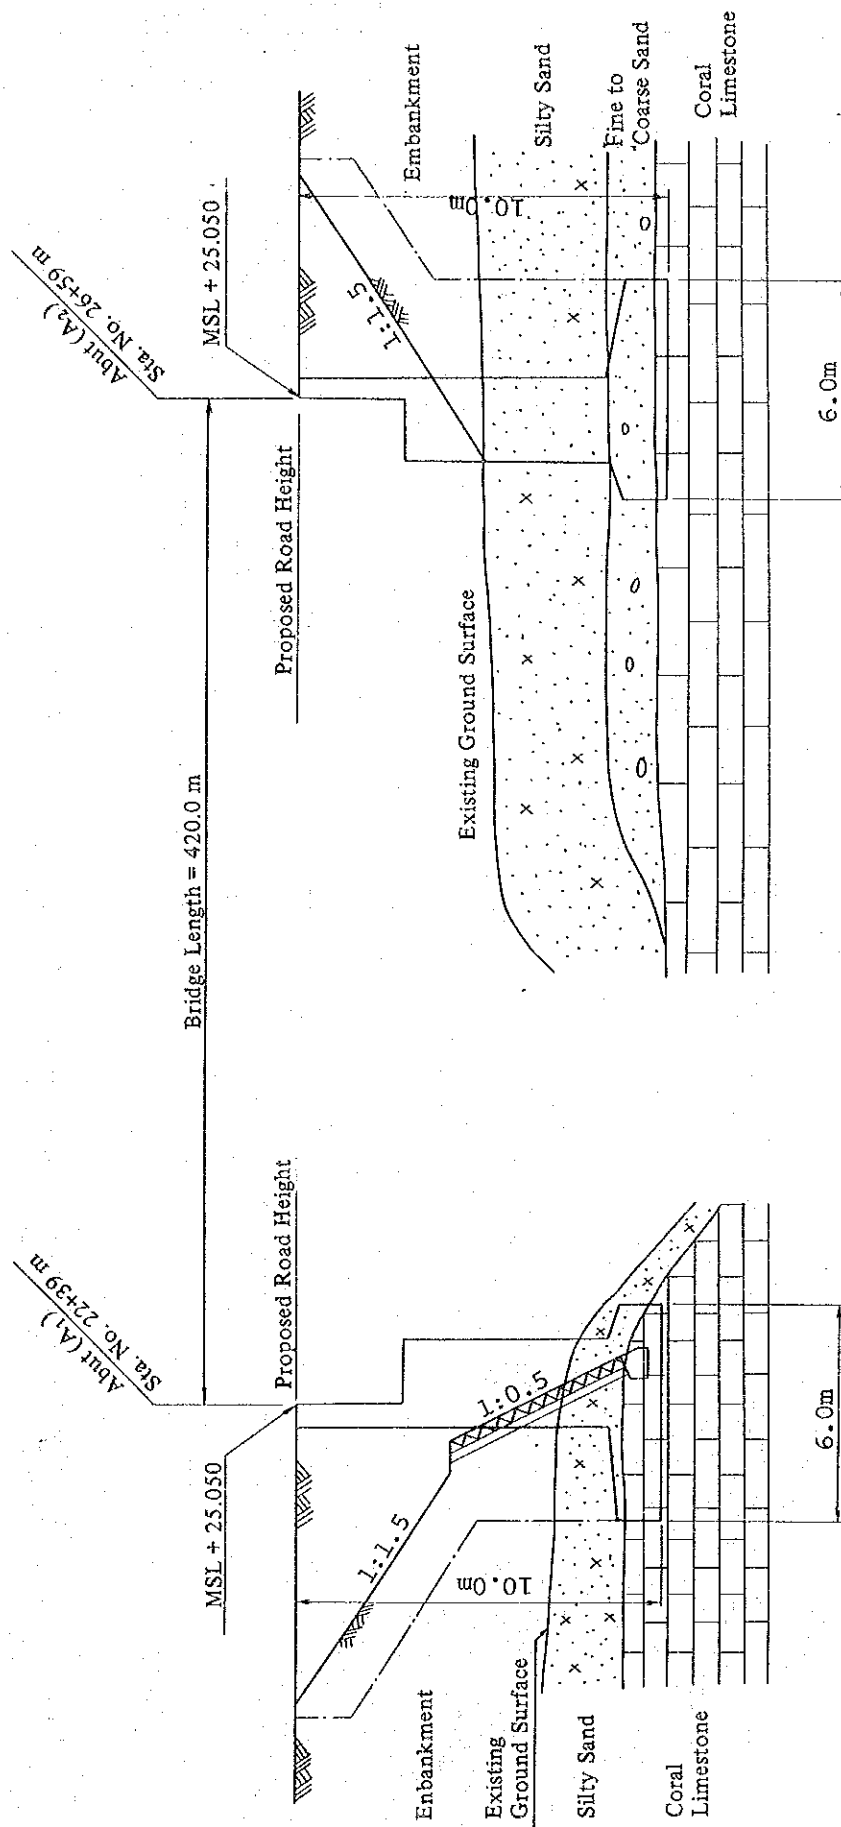 Abut (A₁)
Sta. No. 22+39 m
Abut (A₂)
Sta. No. 26+59 m
Bridge Length = 420.0 m
MSL + 25.050
MSL + 25.050
Proposed Road Height
Proposed Road Height
1:1.5
1:0.5
1:1.5
Enbankment
Embankment
10.0m
10.0m
Existing
Ground Surface
Existing Ground Surface
Silty Sand
Silty Sand
Fine to
Coarse Sand
Coral
Limestone
Coral
Limestone
6.0m
6.0m